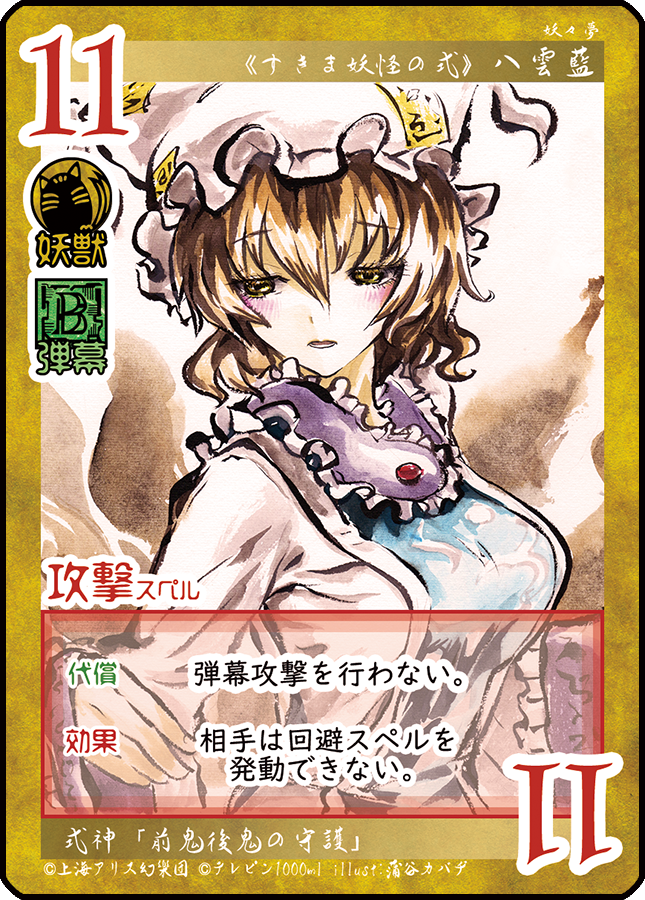 11
妖々夢
《すきま妖怪の式》 八雲藍
妖獣
B
弾幕
攻撃スペル
代償 弾幕攻撃を行わない。
効果 相手は回避スペルを
発動できない。
11
式神「前鬼後鬼の守護」
©上海アリス幻樂団 ©テレピン1000ml illust:蒲谷カバヂ